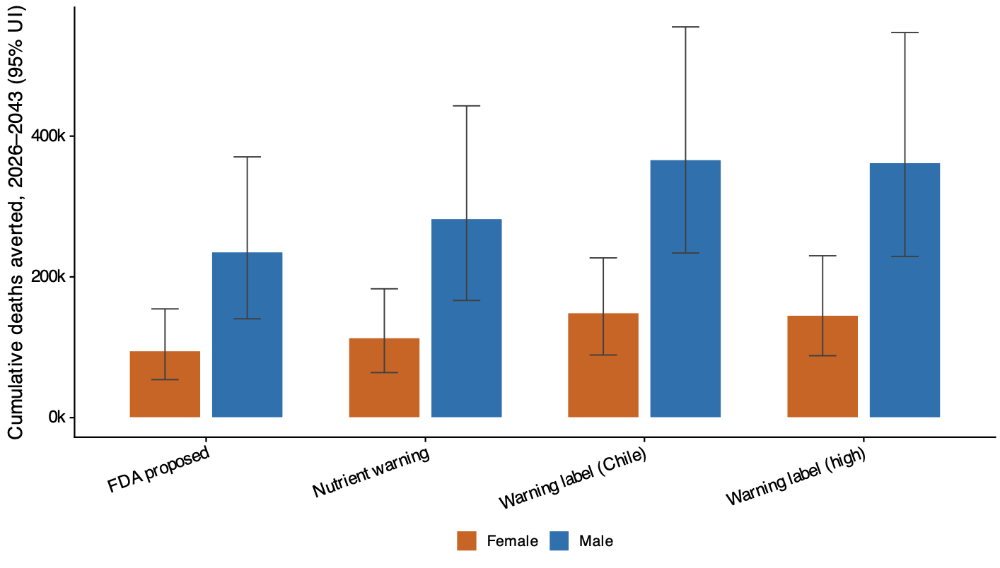 Cumulative deaths averted, 2026–2043 (95% UI)
400k
200k
0k
FDA proposed
Nutrient warning
Warning label (Chile)
Warning label (high)
Female
Male